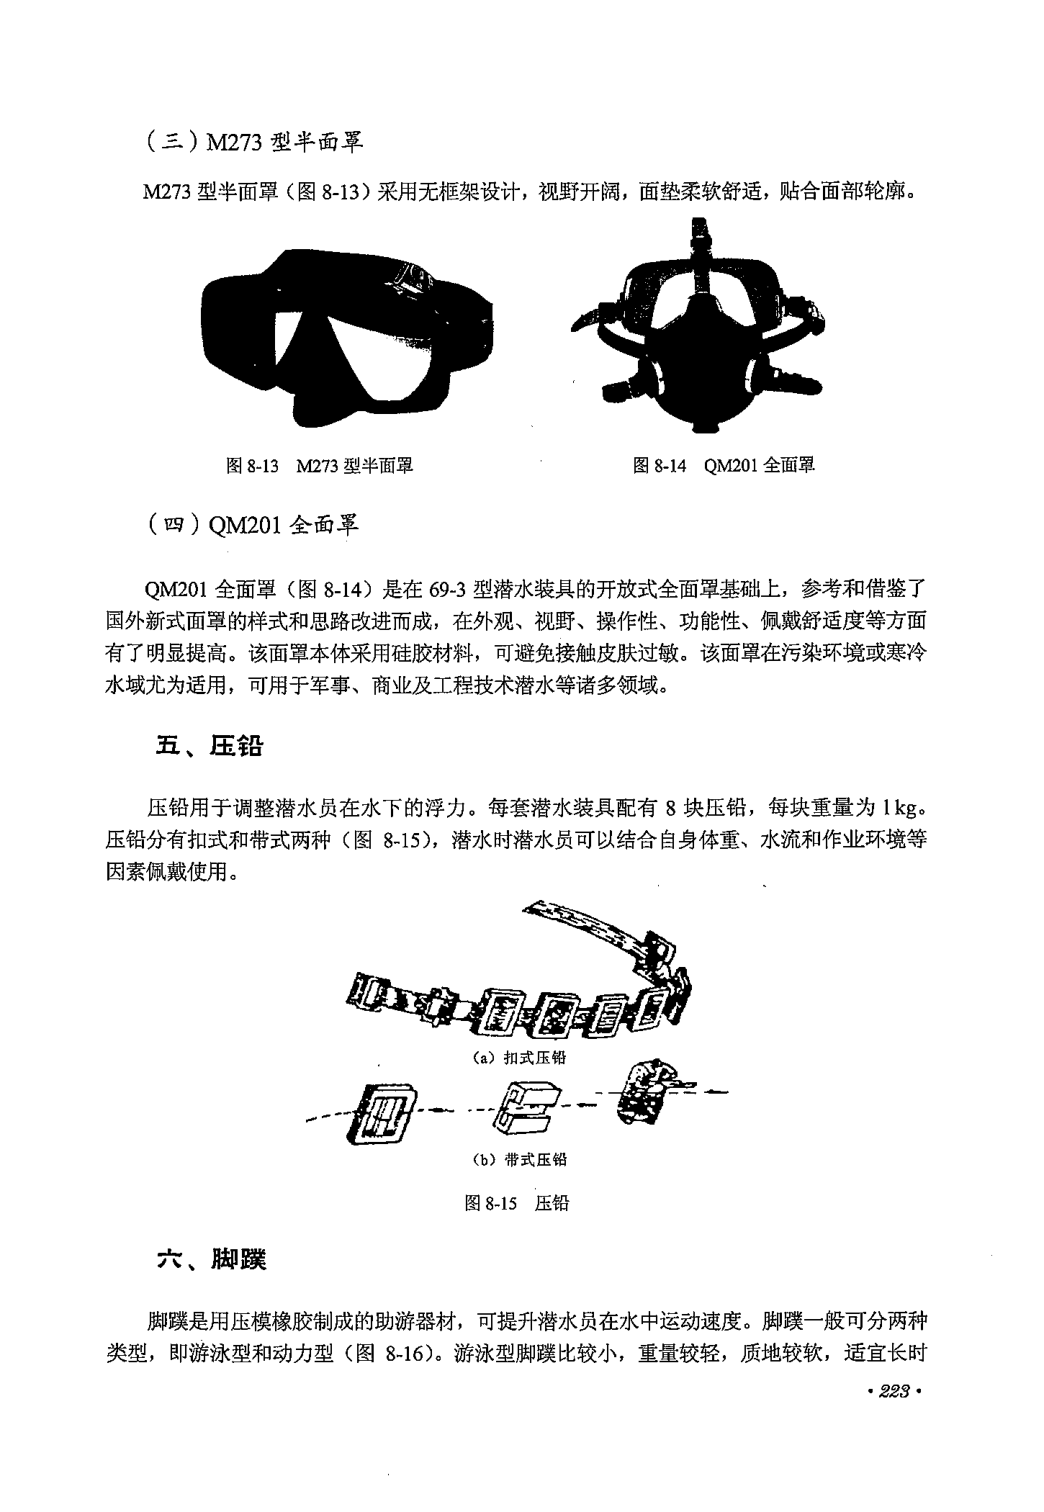 （三）M273 型半面罩
M273 型半面罩（图 8-13）采用无框架设计，视野开阔，面垫柔软舒适，贴合面部轮廓。
图 8-13 M273 型半面罩
图 8-14 QM201 全面罩
（四）QM201 全面罩
QM201 全面罩（图 8-14）是在 69-3 型潜水装具的开放式全面罩基础上，参考和借鉴了
国外新式面罩的样式和思路改进而成，在外观、视野、操作性、功能性、佩戴舒适度等方面
有了明显提高。该面罩本体采用硅胶材料，可避免接触皮肤过敏。该面罩在污染环境或寒冷
水域尤为适用，可用于军事、商业及工程技术潜水等诸多领域。
五、压铅
压铅用于调整潜水员在水下的浮力。每套潜水装具配有 8 块压铅，每块重量为 1 kg。
压铅分有扣式和带式两种（图 8-15），潜水时潜水员可以结合自身体重、水流和作业环境等
因素佩戴使用。
（a）扣式压铅
（b）带式压铅
图 8-15 压铅
六、脚蹼
脚蹼是用压模橡胶制成的助游器材，可提升潜水员在水中运动速度。脚蹼一般可分两种
类型，即游泳型和动力型（图 8-16）。游泳型脚蹼比较小，重量较轻，质地较软，适宜长时
·223·